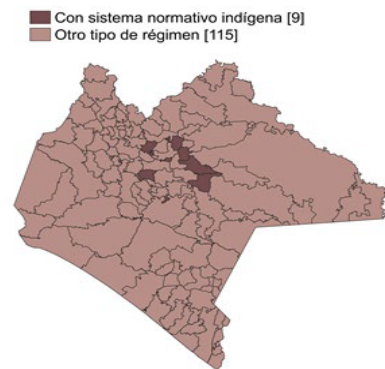 Con sistema normativo indígena [9]
Otro tipo de régimen [115]